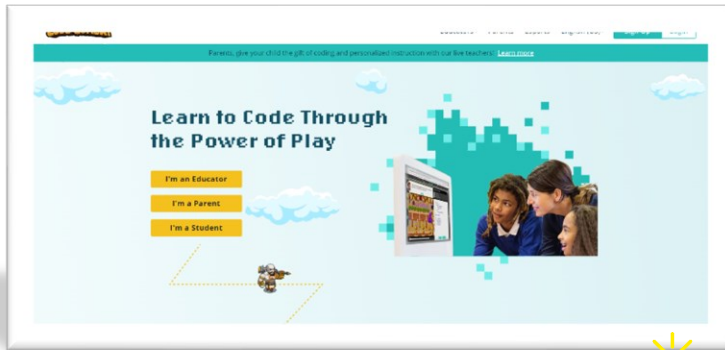 Parents, give your child the gift of coding and personalized instruction with our live teachers! Learn more
Learn to Code Through
the Power of Play
I'm an Educator
I'm a Parent
I'm a Student